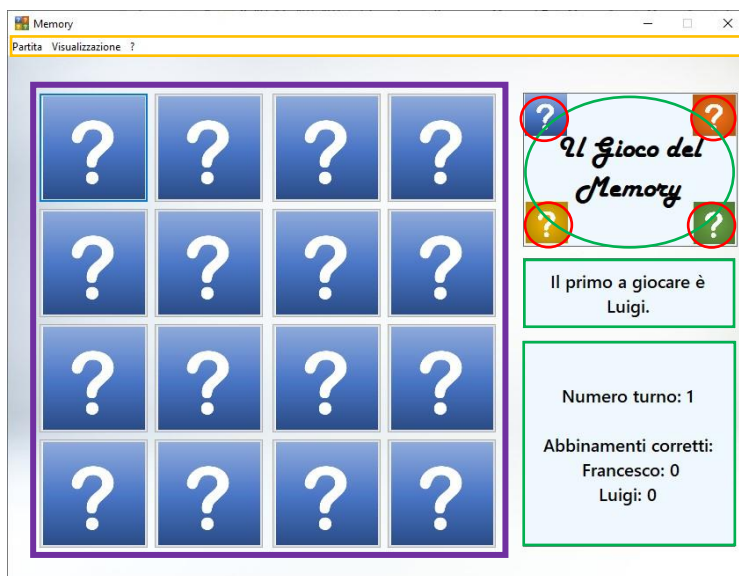 Memory
Partita Visualizzazione ?
? ? ? ?
? ? ? ?
? ? ? ?
? ? ? ?
? ?
Il Gioco del
Memory
? ?
Il primo a giocare è
Luigi.
Numero turno: 1
Abbinamenti corretti:
Francesco: 0
Luigi: 0